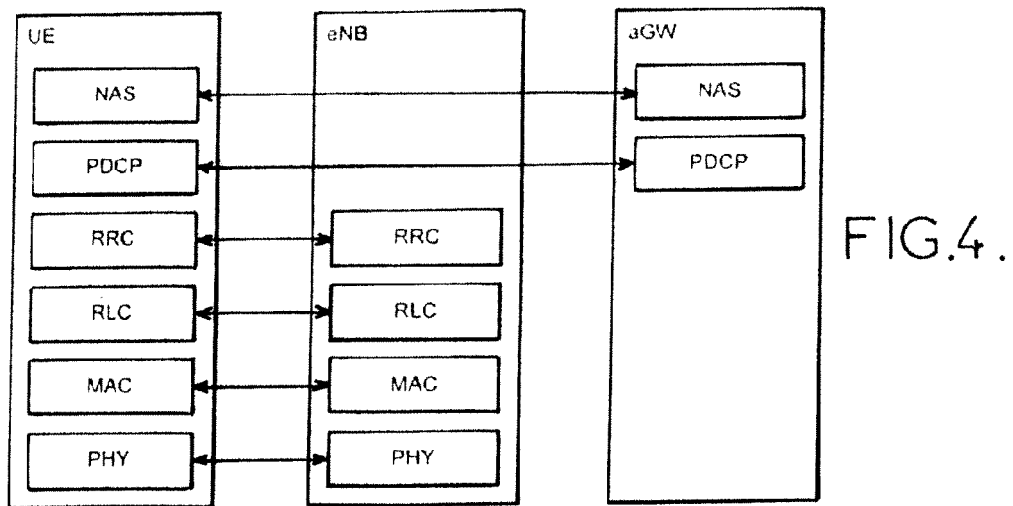 UE
eNB
aGW
NAS
NAS
PDCP
PDCP
RRC
RRC
RLC
RLC
MAC
MAC
PHY
PHY
FIG.4.